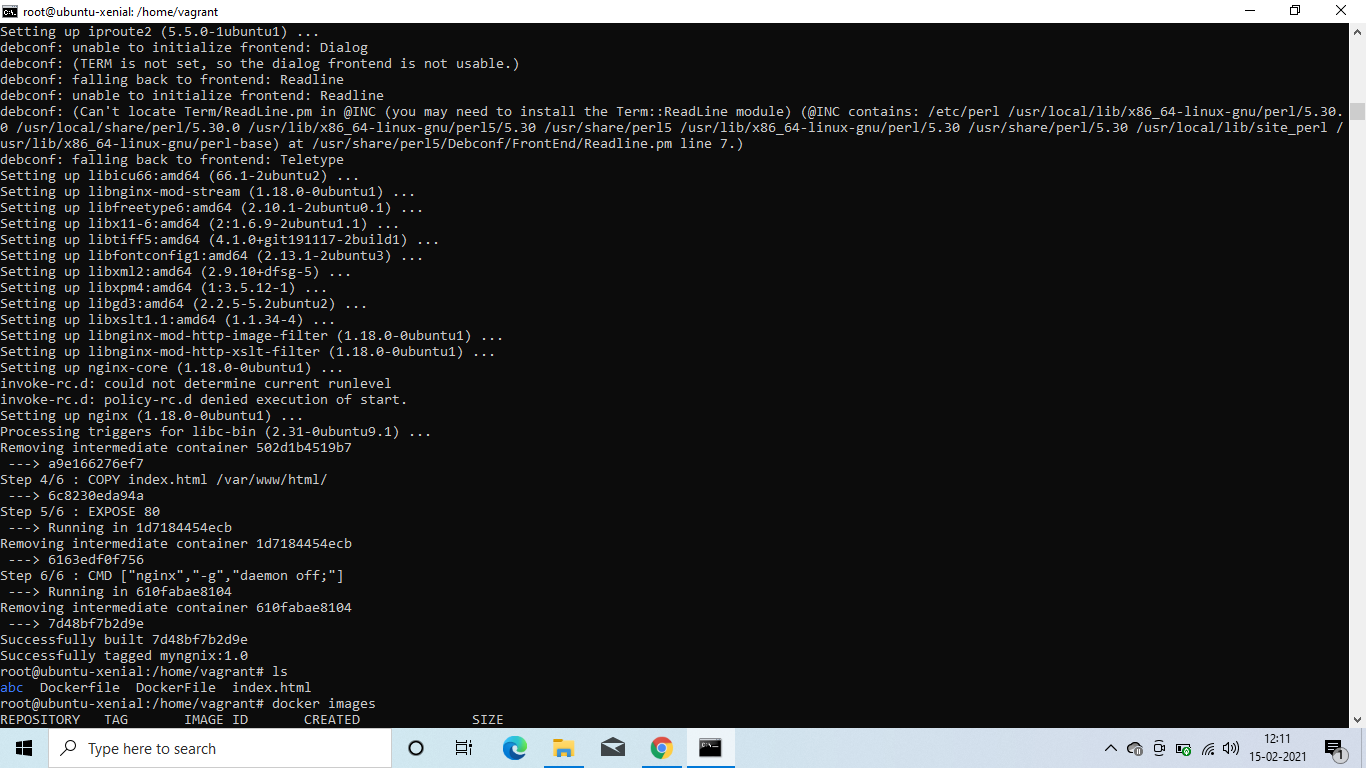 root@ubuntu-xenial: /home/vagrant
Setting up iproute2 (5.5.0-1ubuntu1) ...
debconf: unable to initialize frontend: Dialog
debconf: (TERM is not set, so the dialog frontend is not usable.)
debconf: falling back to frontend: Readline
debconf: unable to initialize frontend: Readline
debconf: (Can't locate Term/ReadLine.pm in @INC (you may need to install the Term::ReadLine module) (@INC contains: /etc/perl /usr/local/lib/x86_64-linux-gnu/perl/5.30.
0 /usr/local/share/perl/5.30.0 /usr/lib/x86_64-linux-gnu/perl5/5.30 /usr/share/perl5 /usr/lib/x86_64-linux-gnu/perl/5.30 /usr/share/perl/5.30 /usr/local/lib/site_perl /
usr/lib/x86_64-linux-gnu/perl-base) at /usr/share/perl5/Debconf/FrontEnd/Readline.pm line 7.)
debconf: falling back to frontend: Teletype
Setting up libicu66:amd64 (66.1-2ubuntu2) ...
Setting up libnginx-mod-stream (1.18.0-0ubuntu1) ...
Setting up libfreetype6:amd64 (2.10.1-2ubuntu0.1) ...
Setting up libx11-6:amd64 (2:1.6.9-2ubuntu1.1) ...
Setting up libtiff5:amd64 (4.1.0+git191117-2build1) ...
Setting up libfontconfig1:amd64 (2.13.1-2ubuntu3) ...
Setting up libxml2:amd64 (2.9.10+dfsg-5) ...
Setting up libxpm4:amd64 (1:3.5.12-1) ...
Setting up libgd3:amd64 (2.2.5-5.2ubuntu2) ...
Setting up libxslt1.1:amd64 (1.1.34-4) ...
Setting up libnginx-mod-http-image-filter (1.18.0-0ubuntu1) ...
Setting up libnginx-mod-http-xslt-filter (1.18.0-0ubuntu1) ...
Setting up nginx-core (1.18.0-0ubuntu1) ...
invoke-rc.d: could not determine current runlevel
invoke-rc.d: policy-rc.d denied execution of start.
Setting up nginx (1.18.0-0ubuntu1) ...
Processing triggers for libc-bin (2.31-0ubuntu9.1) ...
Removing intermediate container 502d1b4519b7
 ---> a9e166276ef7
Step 4/6 : COPY index.html /var/www/html/
 ---> 6c8230eda94a
Step 5/6 : EXPOSE 80
 ---> Running in 1d7184454ecb
Removing intermediate container 1d7184454ecb
 ---> 6163edf0f756
Step 6/6 : CMD ["nginx","-g","daemon off;"]
 ---> Running in 610fabae8104
Removing intermediate container 610fabae8104
 ---> 7d48bf7b2d9e
Successfully built 7d48bf7b2d9e
Successfully tagged myngnix:1.0
root@ubuntu-xenial:/home/vagrant# ls
abc  Dockerfile  DockerFile  index.html
root@ubuntu-xenial:/home/vagrant# docker images
REPOSITORY   TAG       IMAGE ID       CREATED              SIZE
Type here to search
12:11
15-02-2021
1